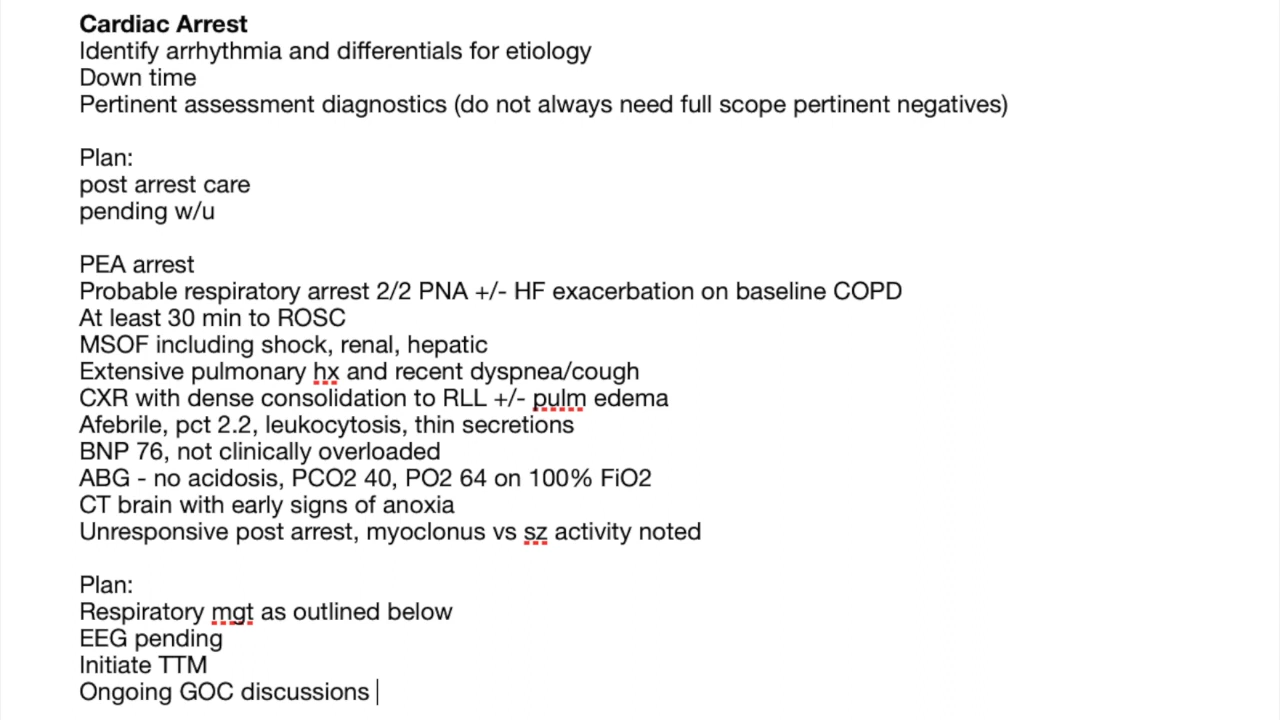 Cardiac Arrest
Identify arrhythmia and differentials for etiology
Down time
Pertinent assessment diagnostics (do not always need full scope pertinent negatives)
Plan:
post arrest care
pending w/u
PEA arrest
Probable respiratory arrest 2/2 PNA +/- HF exacerbation on baseline COPD
At least 30 min to ROSC
MSOF including shock, renal, hepatic
Extensive pulmonary hx and recent dyspnea/cough
CXR with dense consolidation to RLL +/- pulm edema
Afebrile, pct 2.2, leukocytosis, thin secretions
BNP 76, not clinically overloaded
ABG - no acidosis, PCO2 40, PO2 64 on 100% FiO2
CT brain with early signs of anoxia
Unresponsive post arrest, myoclonus vs sz activity noted
Plan:
Respiratory mgt as outlined below
EEG pending
Initiate TTM
Ongoing GOC discussions